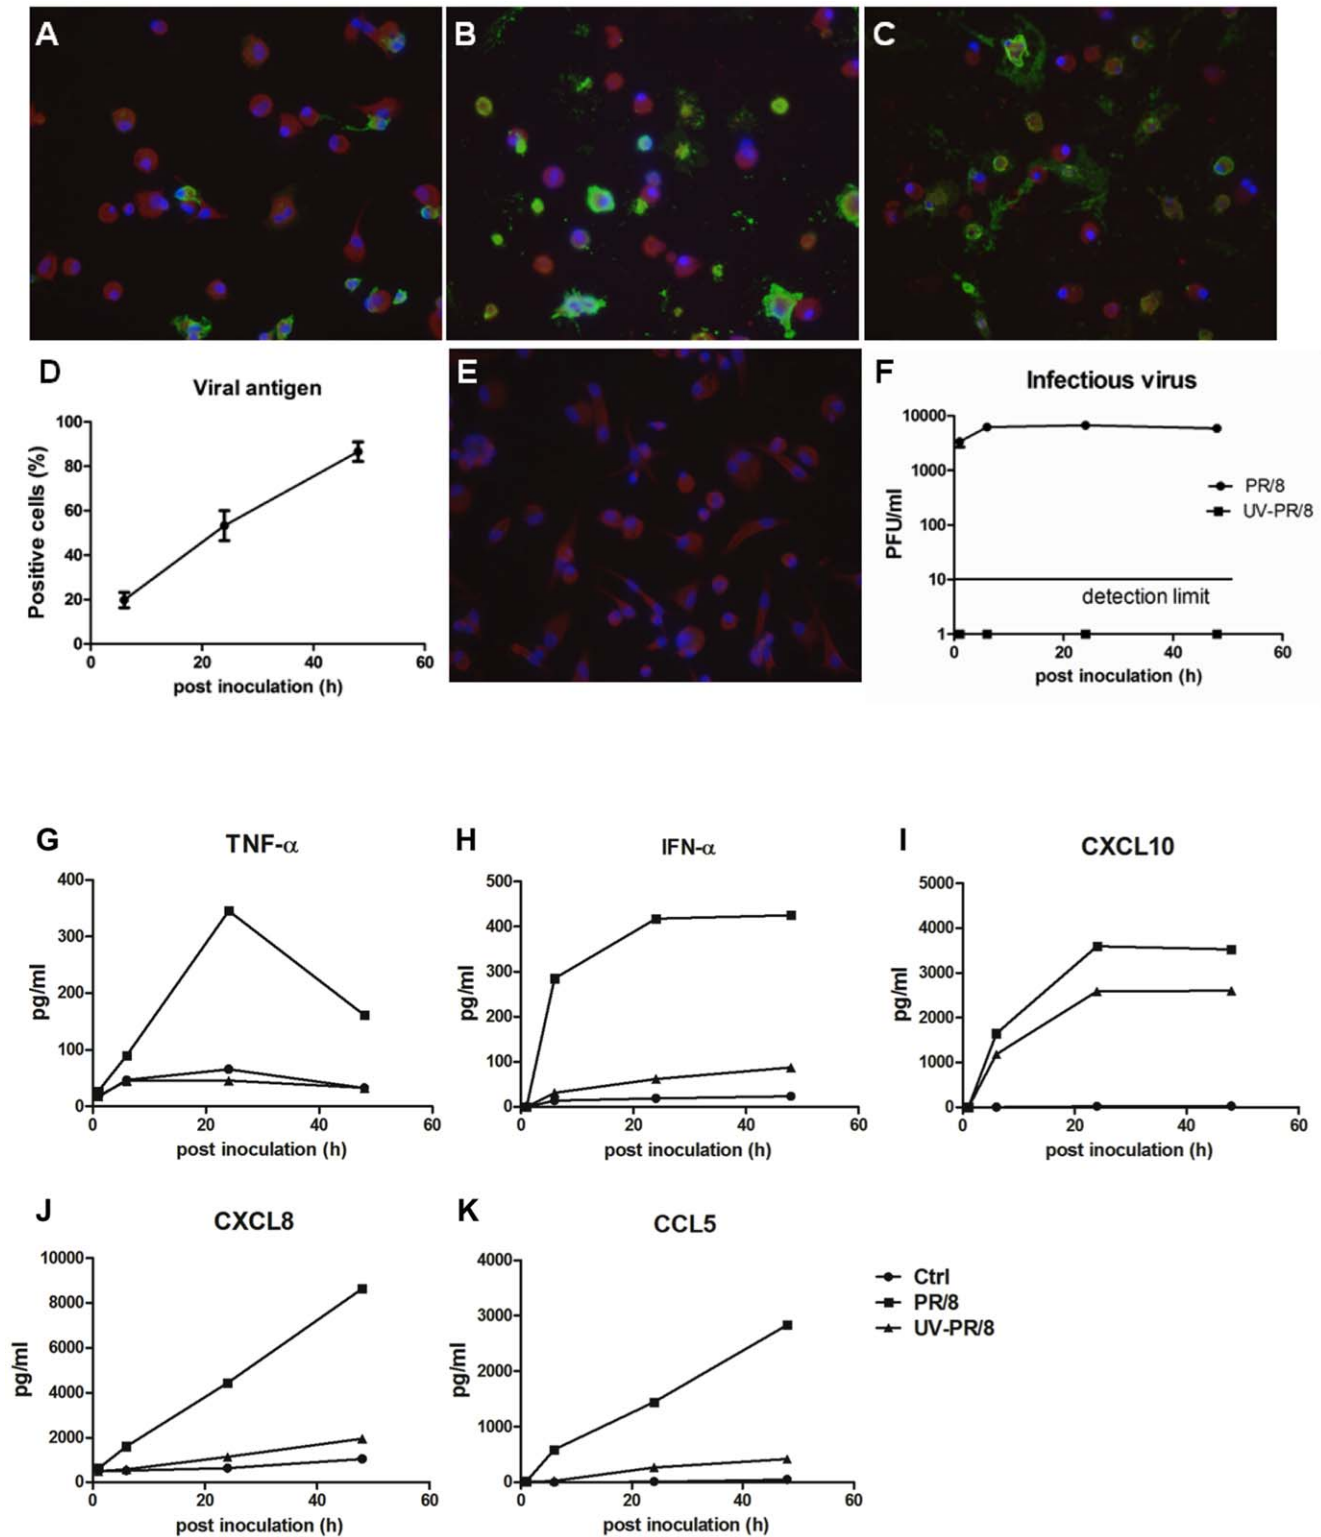 A
B
C
D
Viral antigen
Positive cells (%)
100
80
60
40
20
0
0 20 40 60
post inoculation (h)
E
F
Infectious virus
PFU/ml
10000
1000
100
10
1
detection limit
0 20 40 60
post inoculation (h)
PR/8
UV-PR/8
G
TNF-α
pg/ml
400
300
200
100
0
0 20 40 60
post inoculation (h)
H
IFN-α
pg/ml
500
400
300
200
100
0
0 20 40 60
post inoculation (h)
I
CXCL10
pg/ml
5000
4000
3000
2000
1000
0
0 20 40 60
post inoculation (h)
J
CXCL8
pg/ml
10000
8000
6000
4000
2000
0
0 20 40 60
post inoculation (h)
K
CCL5
pg/ml
4000
3000
2000
1000
0
0 20 40 60
post inoculation (h)
Ctrl
PR/8
UV-PR/8